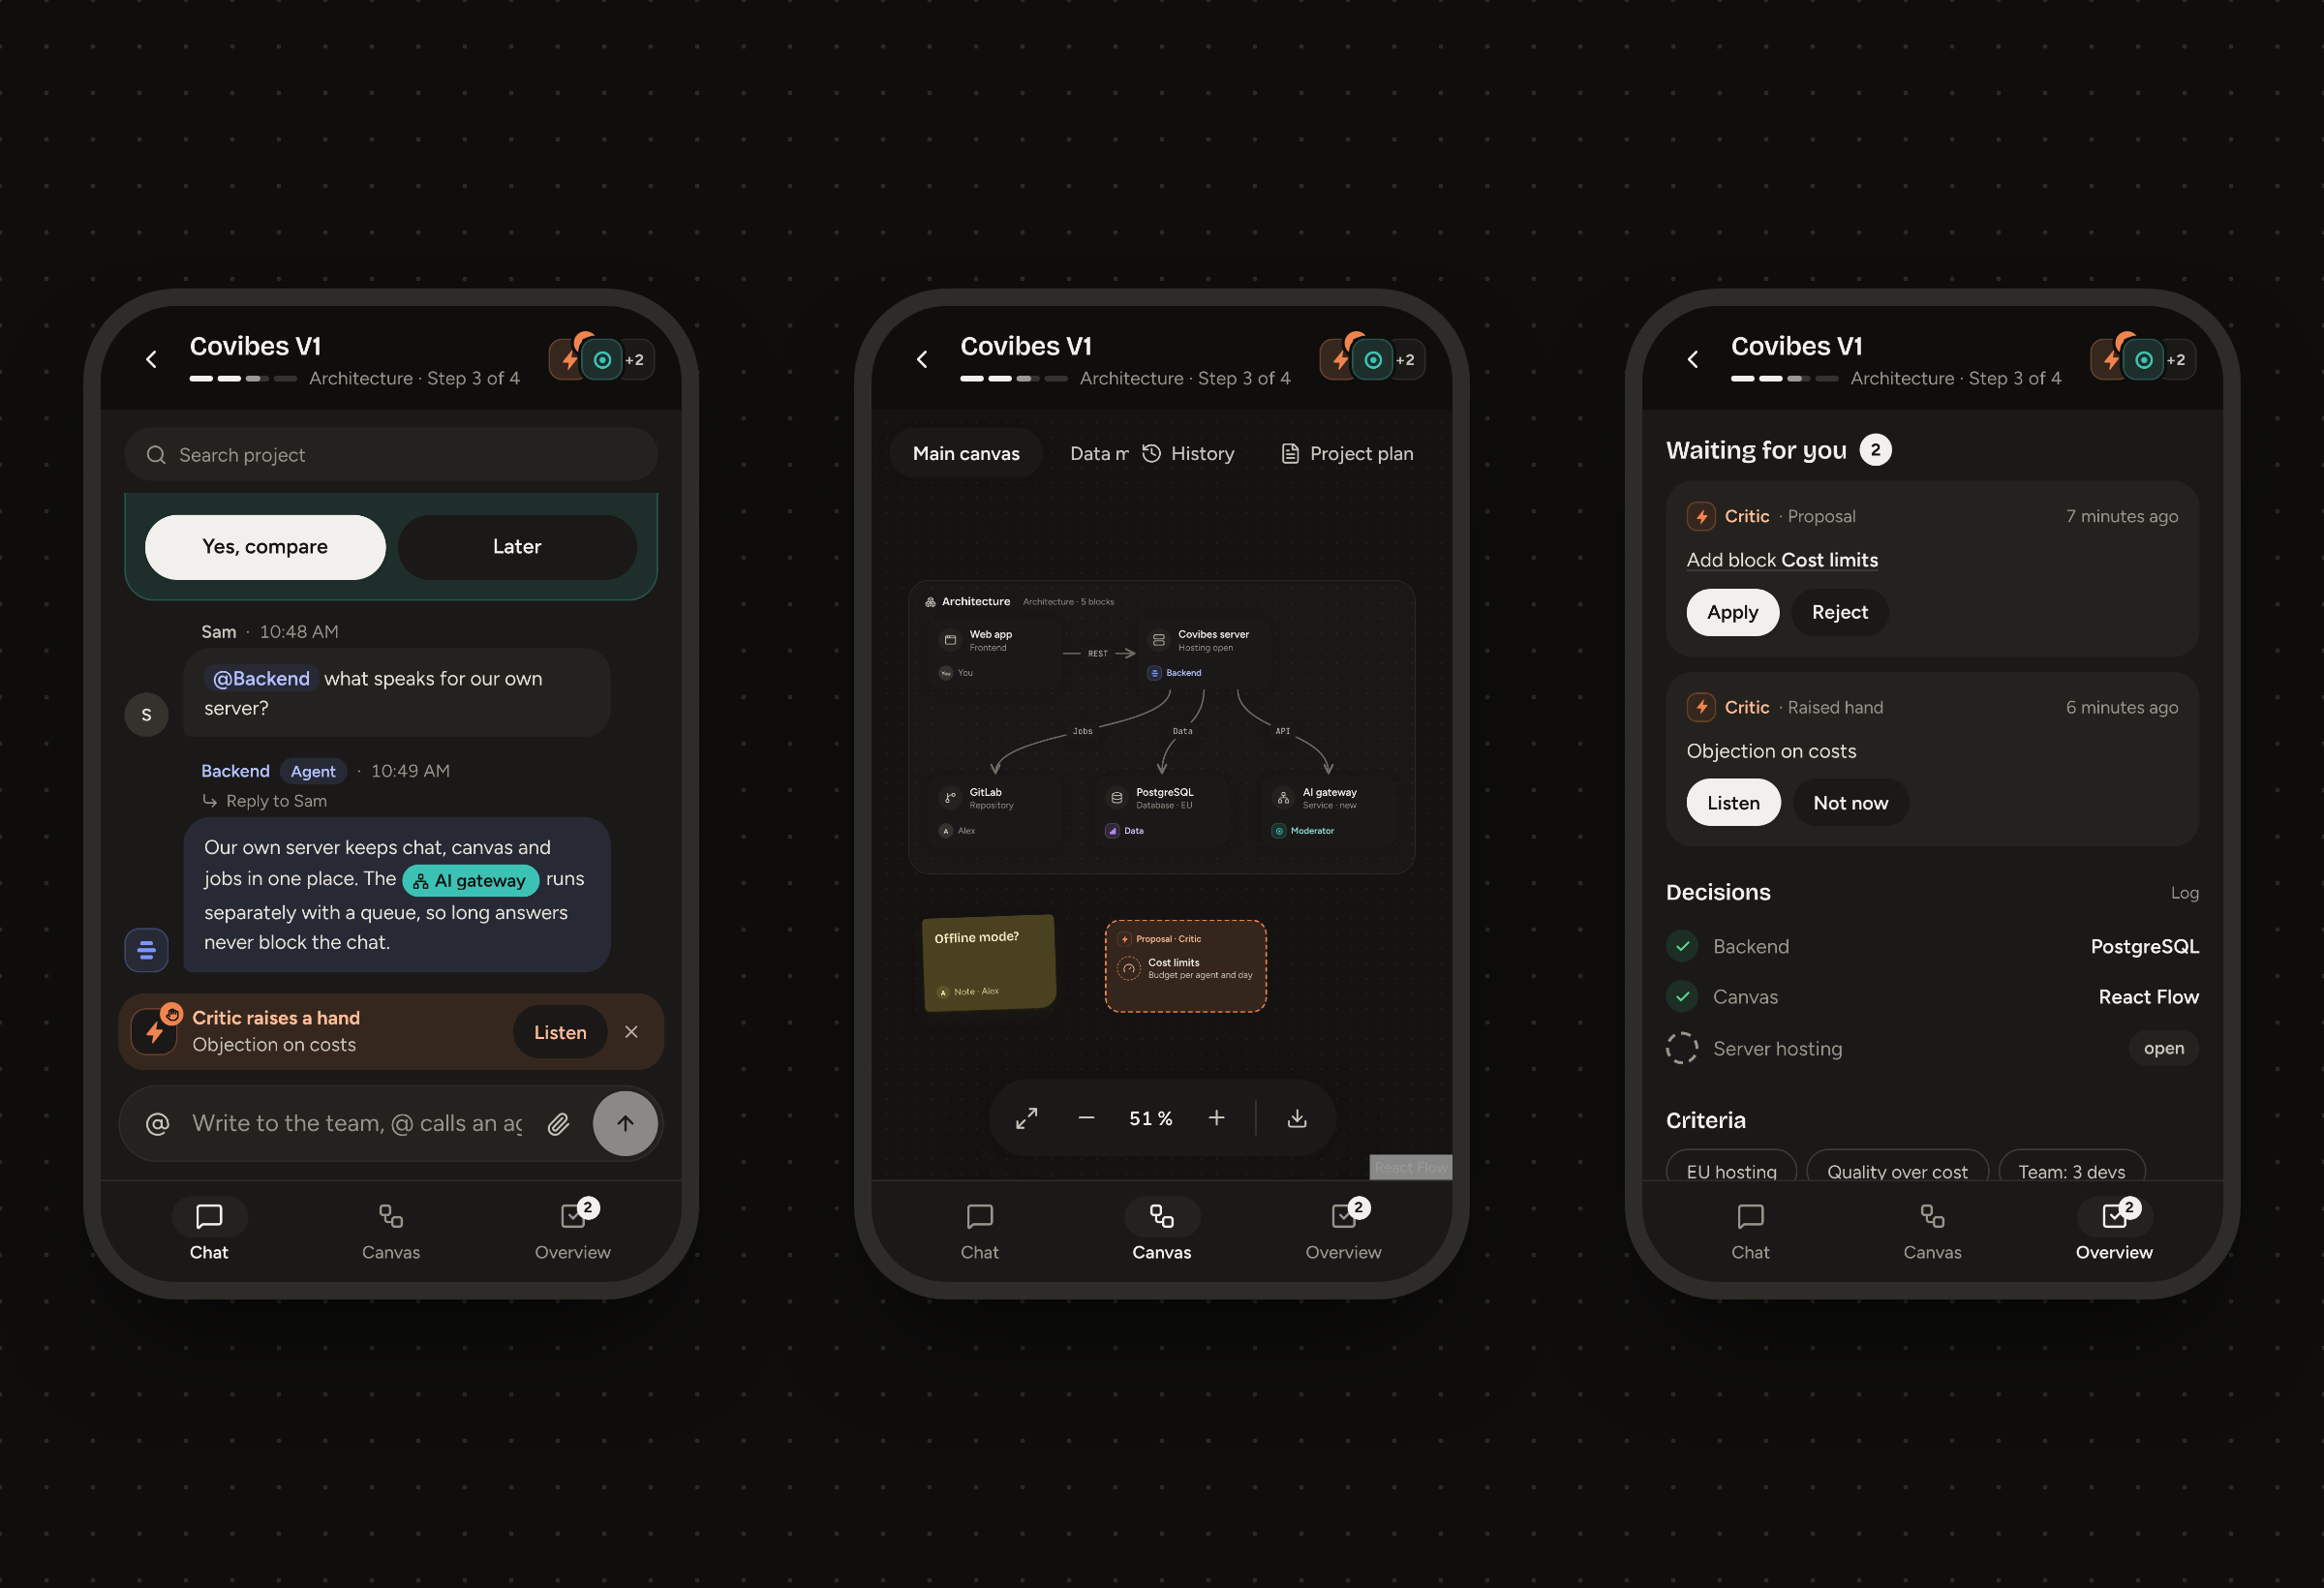 Covibes V1
Architecture · Step 3 of 4
+2
Search project
Yes, compare
Later
Sam · 10:48 AM
@Backend what speaks for our own
server?
S
Backend Agent · 10:49 AM
Reply to Sam
Our own server keeps chat, canvas and
jobs in one place. The AI gateway runs
separately with a queue, so long answers
never block the chat.
Critic raises a hand
Objection on costs
Listen
@ Write to the team, @ calls an ag
Chat
Canvas
Overview
2
Covibes V1
Architecture · Step 3 of 4
+2
Main canvas
Data m
History
Project plan
Architecture
Architecture · 5 blocks
Web app
Frontend
You You
REST
Covibes server
Hosting open
Backend
Jobs
Data
API
GitLab
Repository
A Alex
PostgreSQL
Database · EU
Data
AI gateway
Service · new
Moderator
Offline mode?
A Note · Alex
Proposal · Critic
Cost limits
Budget per agent and day
51 %
React Flow
Chat
Canvas
Overview
2
Covibes V1
Architecture · Step 3 of 4
+2
Waiting for you 2
Critic · Proposal
7 minutes ago
Add block Cost limits
Apply
Reject
Critic · Raised hand
6 minutes ago
Objection on costs
Listen
Not now
Decisions
Log
Backend
PostgreSQL
Canvas
React Flow
Server hosting
open
Criteria
EU hosting
Quality over cost
Team: 3 devs
Chat
Canvas
Overview
2